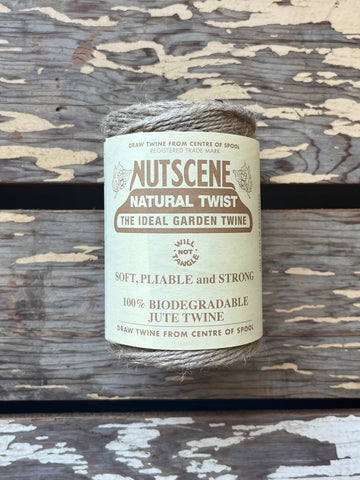 DRAW TWINE FROM CENTRE OF SPOOL
REGISTERED TRADE MARK
NUTSCENE
NATURAL TWIST
THE IDEAL GARDEN TWINE
WILL
NOT
TANGLE
SOFT, PLIABLE and STRONG
100% BIODEGRADABLE
JUTE TWINE
DRAW TWINE FROM CENTRE OF SPOOL